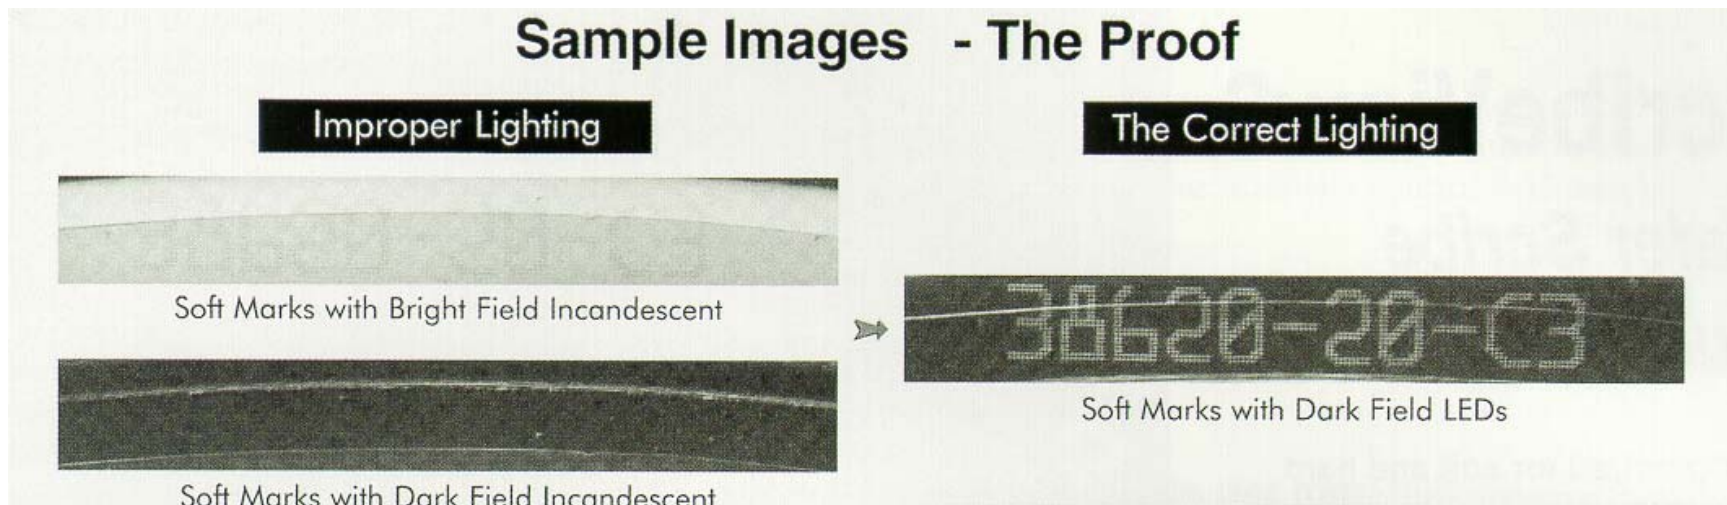 Sample Images - The Proof
Improper Lighting
The Correct Lighting
Soft Marks with Bright Field Incandescent
38620-20-C3
Soft Marks with Dark Field LEDs
Soft Marks with Dark Field Incandescent